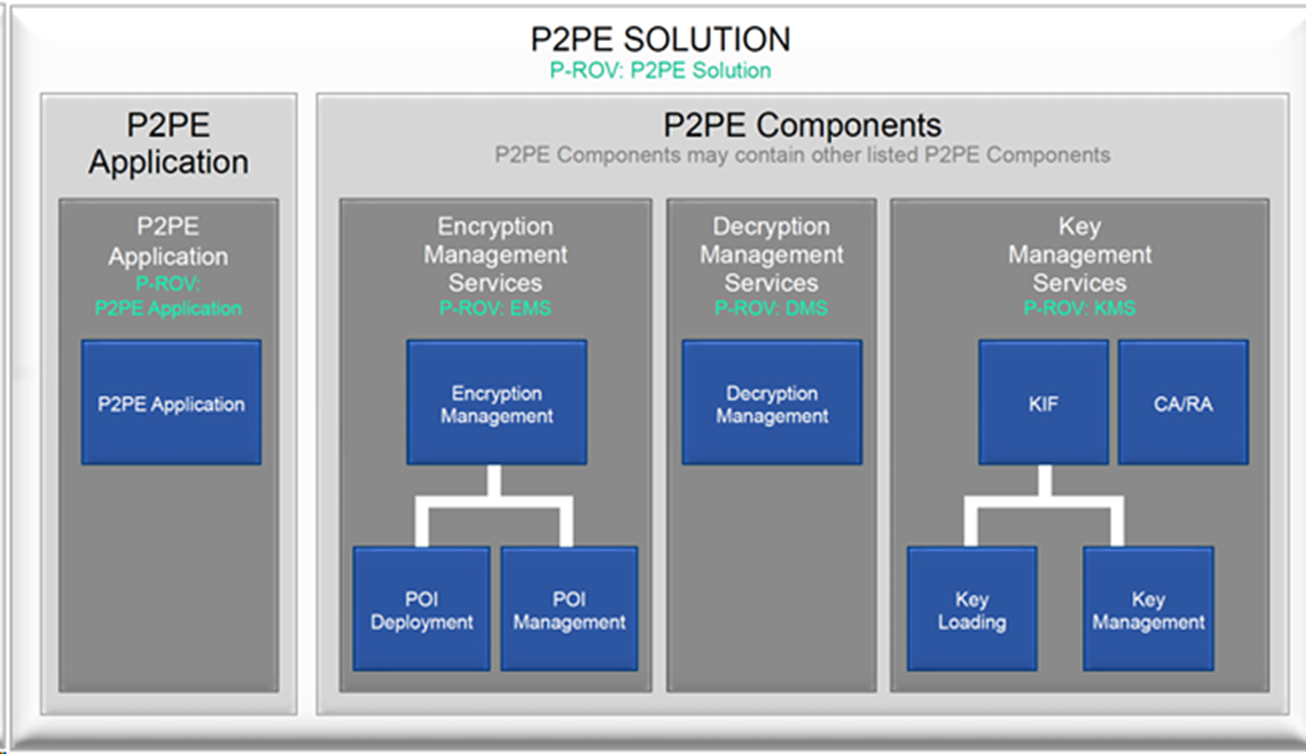 P2PE SOLUTION
P-ROV: P2PE Solution
P2PE
Application
P2PE
Application
P-ROV:
P2PE Application
P2PE Application
P2PE Components
P2PE Components may contain other listed P2PE Components
Encryption
Management
Services
P-ROV: EMS
Encryption
Management
POI
Deployment
POI
Management
Decryption
Management
Services
P-ROV: DMS
Decryption
Management
Key
Management
Services
P-ROV: KMS
KIF
CA/RA
Key
Loading
Key
Management